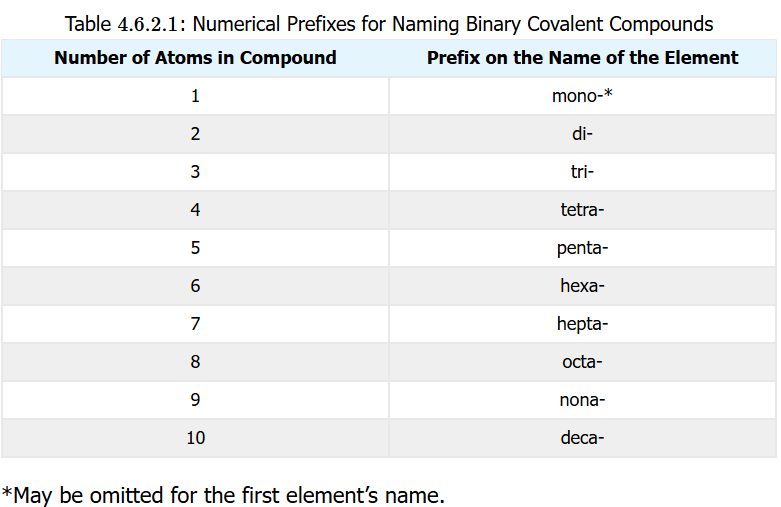 Table 4.6.2.1: Numerical Prefixes for Naming Binary Covalent Compounds
Number of Atoms in Compound Prefix on the Name of the Element
1 mono-*
2 di-
3 tri-
4 tetra-
5 penta-
6 hexa-
7 hepta-
8 octa-
9 nona-
10 deca-
*May be omitted for the first element’s name.